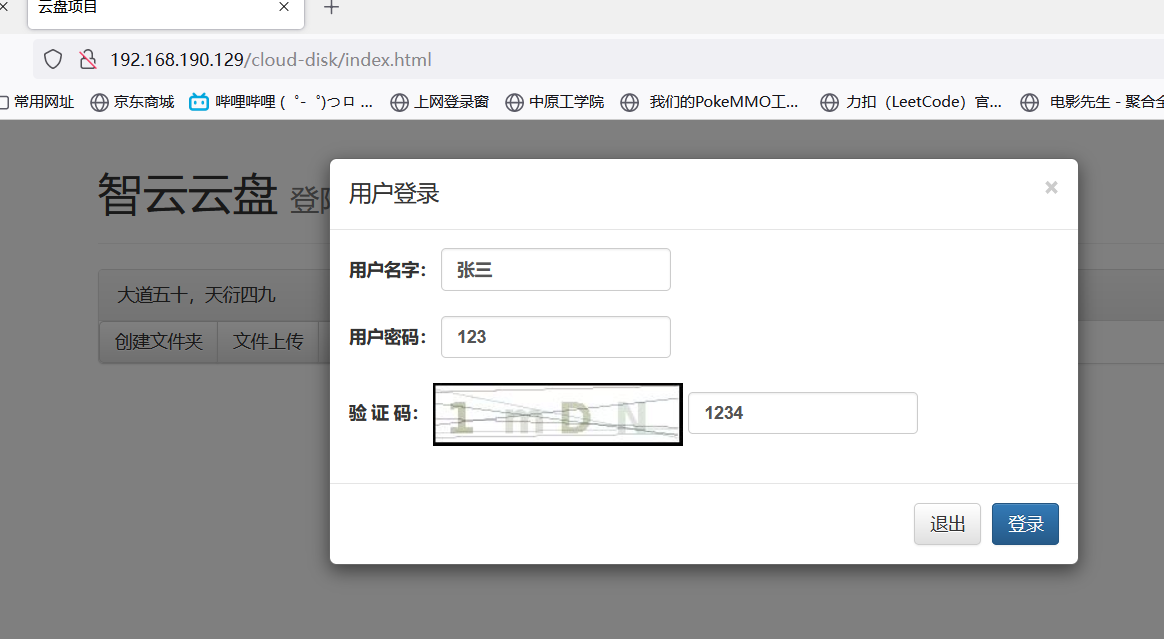 云盘项目
192.168.190.129/cloud-disk/index.html
常用网址 京东商城 哔哩哔哩 ( ゜- ゜)つロ ... 上网登录窗 中原工学院 我们的PokeMMO工... 力扣（LeetCode）官... 电影先生 - 聚合全
智云云盘 登陆
用户登录 ×
大道五十，天衍四九
创建文件夹 文件上传
用户名字： 张三
用户密码： 123
验 证 码： 1 m D N 1234
退出 登录